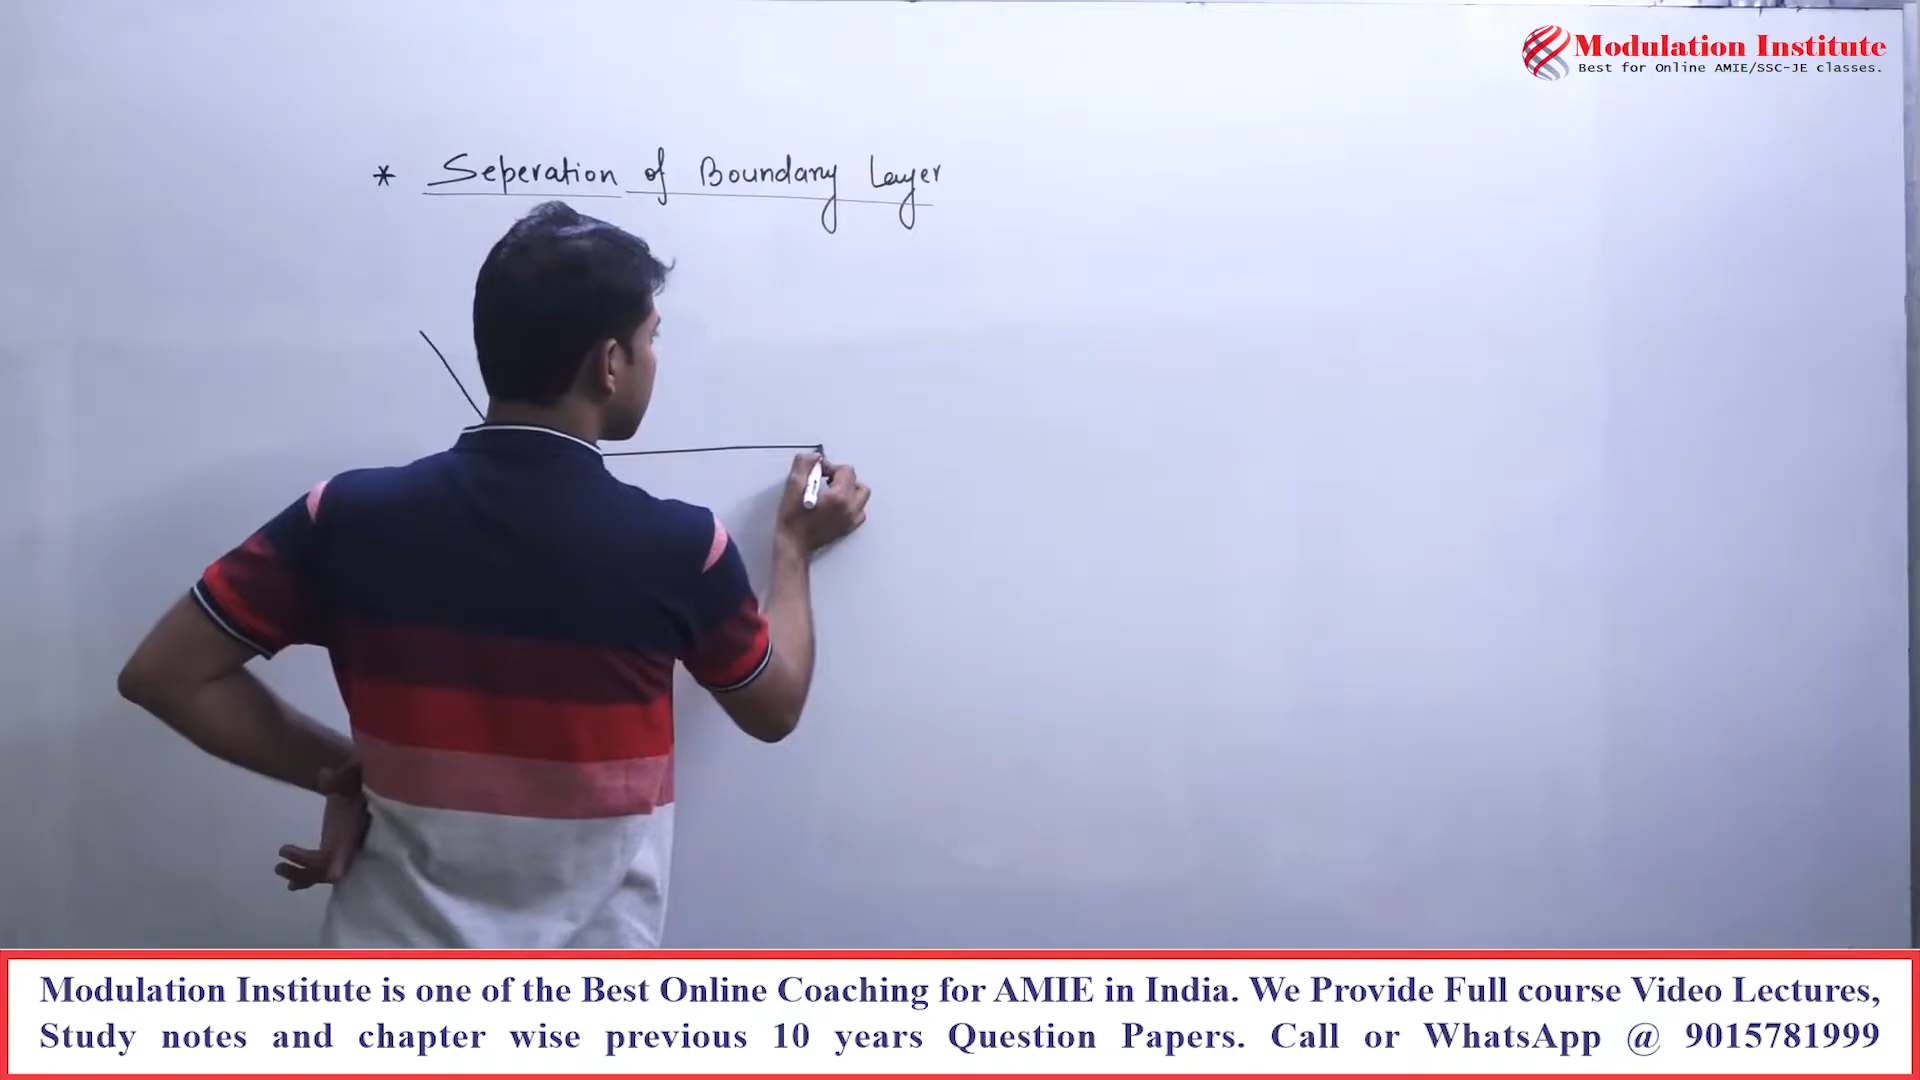 Modulation Institute
Best for Online AMIE/SSC-JE classes.
* Seperation of Boundary Layer
Modulation Institute is one of the Best Online Coaching for AMIE in India. We Provide Full course Video Lectures,
Study notes and chapter wise previous 10 years Question Papers. Call or WhatsApp @ 9015781999